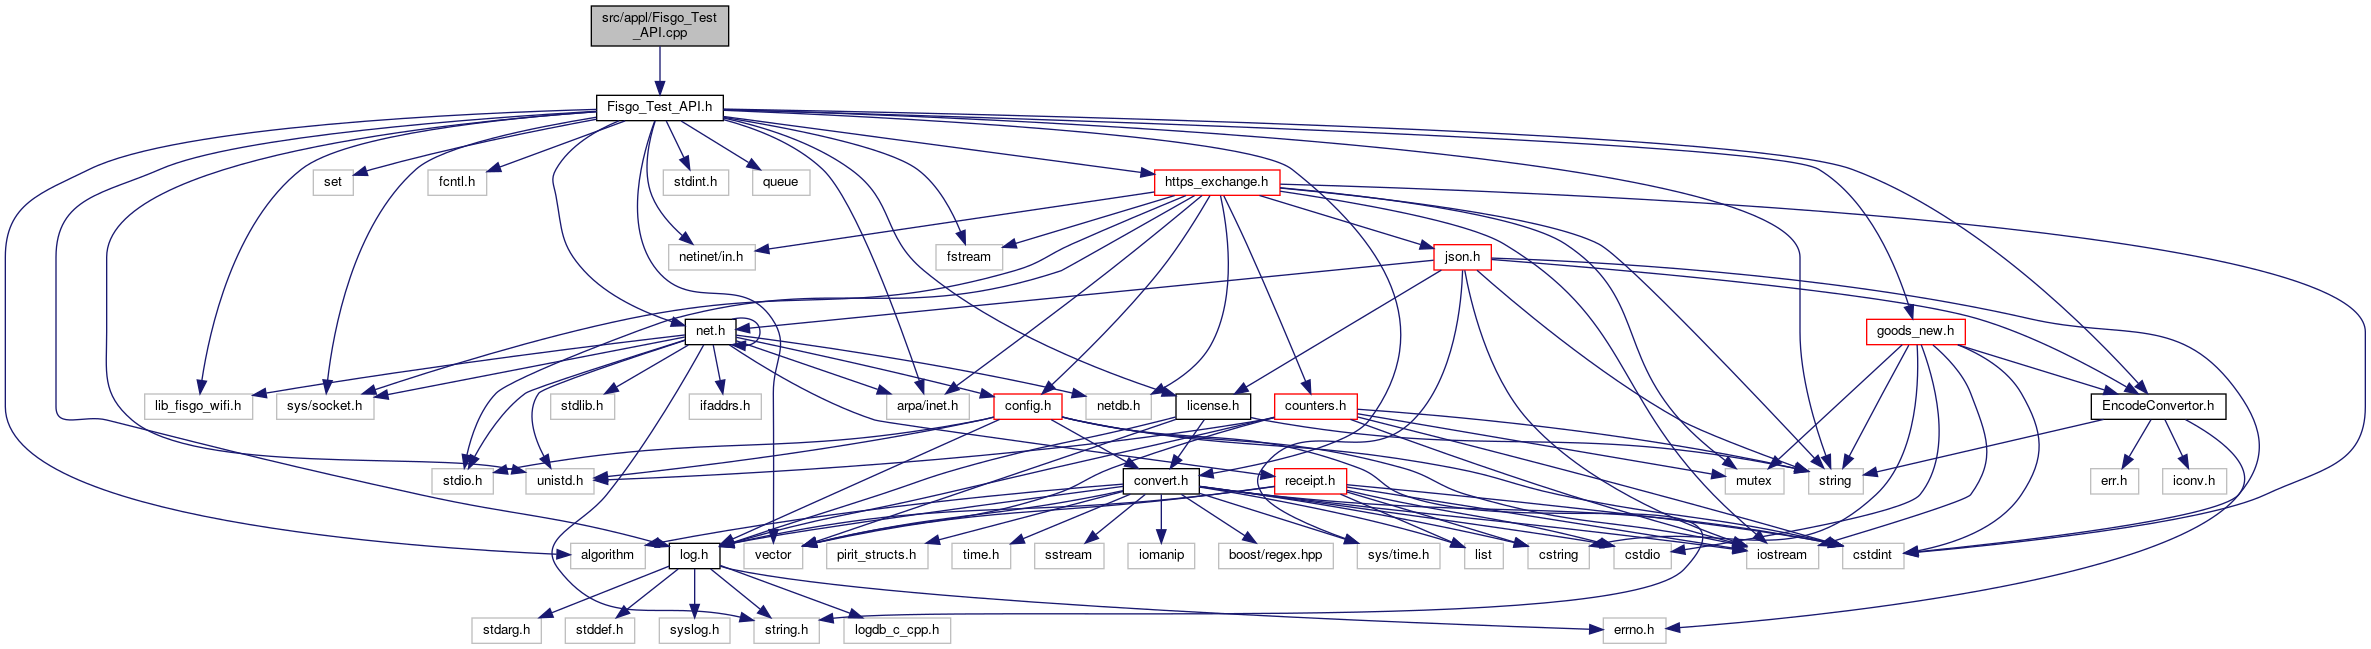 src/appl/Fisgo_Test
_API.cpp
Fisgo_Test_API.h
set
fcntl.h
stdint.h
queue
https_exchange.h
netinet/in.h
fstream
json.h
net.h
goods_new.h
lib_fisgo_wifi.h
sys/socket.h
stdlib.h
ifaddrs.h
arpa/inet.h
config.h
netdb.h
license.h
counters.h
EncodeConvertor.h
stdio.h
unistd.h
convert.h
receipt.h
mutex
string
err.h
iconv.h
algorithm
log.h
vector
pirit_structs.h
time.h
sstream
iomanip
boost/regex.hpp
sys/time.h
list
cstring
cstdio
iostream
cstdint
stdarg.h
stddef.h
syslog.h
string.h
logdb_c_cpp.h
errno.h